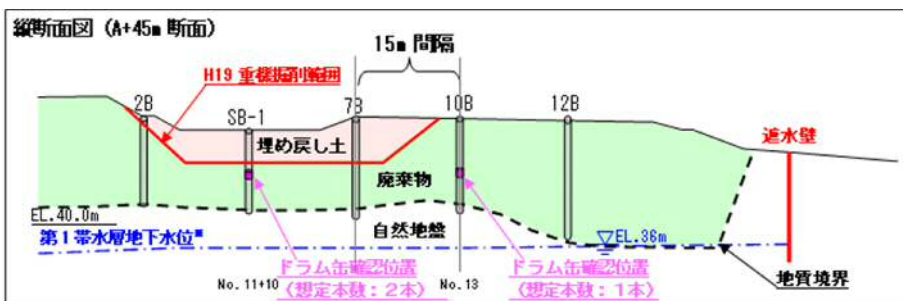 縦断面図（A+45m 断面）
15m 間隔
H19 重機掘削範囲
2B
SB-1
7B
10B
12B
遮水壁
埋め戻し土
廃棄物
EL.40.0m
自然地盤
第１帯水層地下水位※
EL.36m
ドラム缶確認位置
（想定本数：２本）
ドラム缶確認位置
（想定本数：１本）
地質境界
No.11+10
No.13